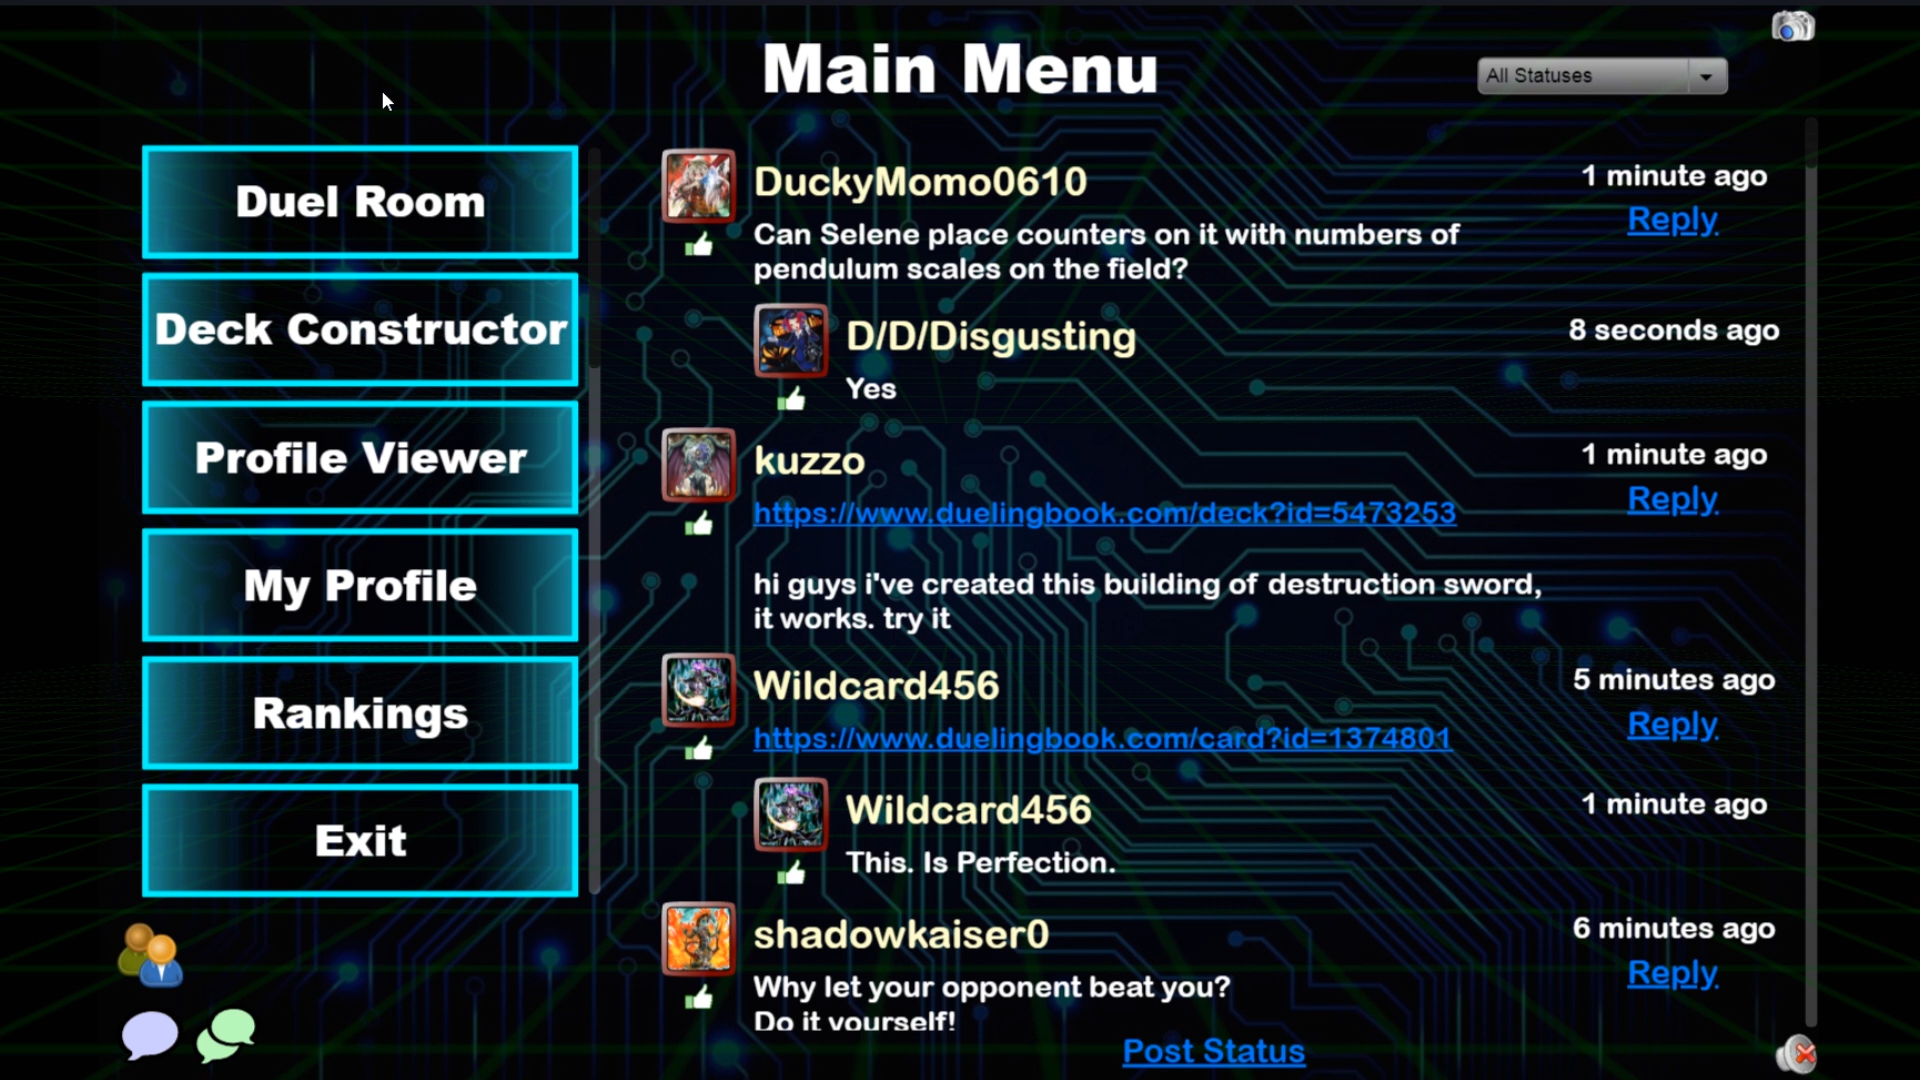 Main Menu
All Statuses
Duel Room
Deck Constructor
Profile Viewer
My Profile
Rankings
Exit
DuckyMomo0610
1 minute ago
Reply
Can Selene place counters on it with numbers of
pendulum scales on the field?
D/D/Disgusting
8 seconds ago
Yes
kuzzo
1 minute ago
Reply
https://www.duelingbook.com/deck?id=5473253
hi guys i've created this building of destruction sword,
it works. try it
Wildcard456
5 minutes ago
Reply
https://www.duelingbook.com/card?id=1374801
Wildcard456
1 minute ago
This. Is Perfection.
shadowkaiser0
6 minutes ago
Reply
Why let your opponent beat you?
Do it yourself!
Post Status